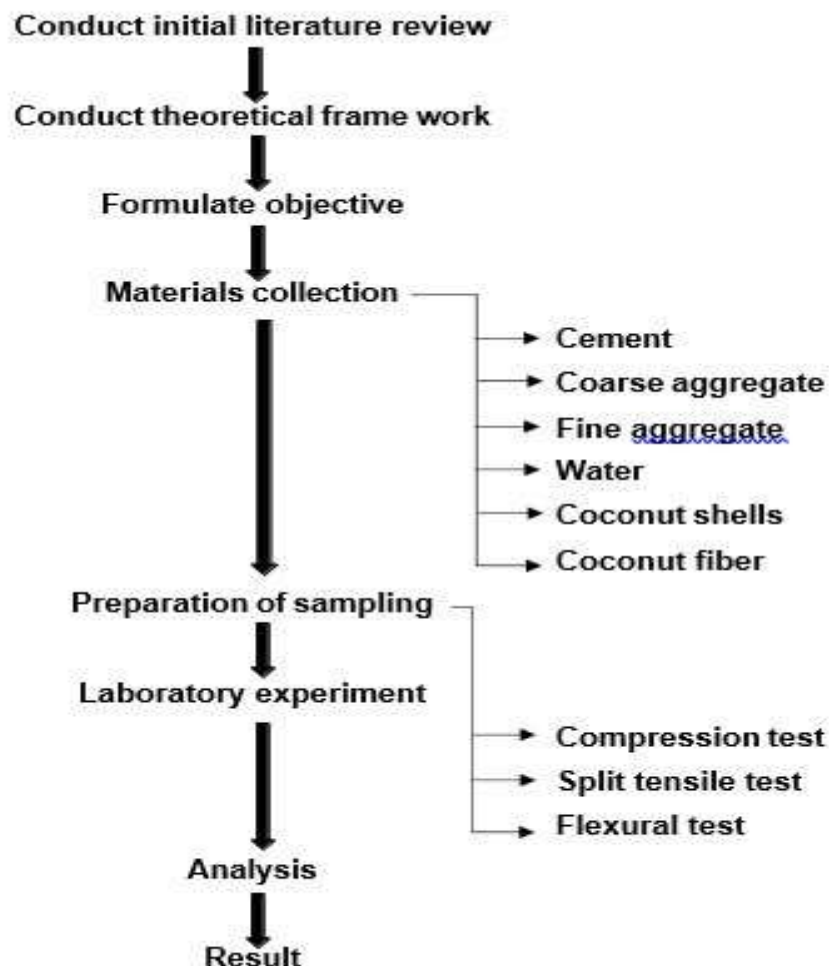 Conduct initial literature review
Conduct theoretical frame work
Formulate objective
Materials collection
Cement
Coarse aggregate
Fine aggregate
Water
Coconut shells
Coconut fiber
Preparation of sampling
Laboratory experiment
Compression test
Split tensile test
Flexural test
Analysis
Result